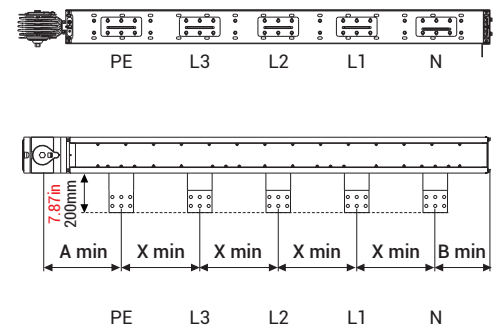 PE L3 L2 L1 N
7.87in
200mm
A min X min X min X min X min B min
PE L3 L2 L1 N